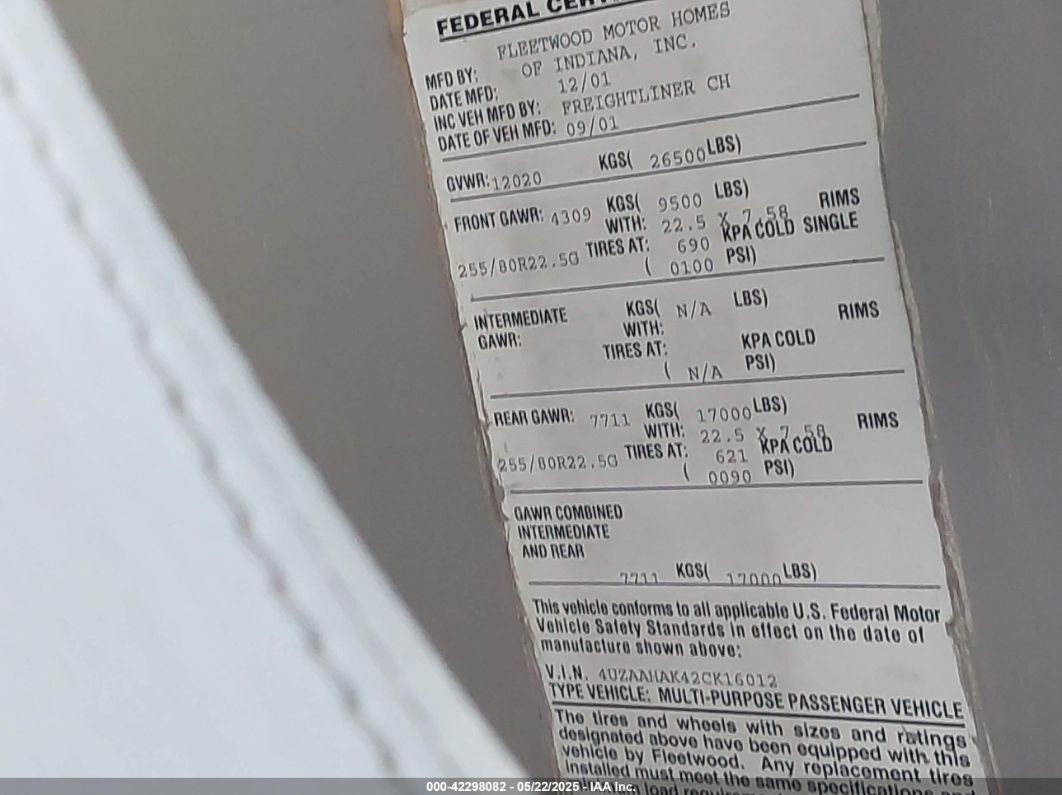 FEDERAL
FLEETWOOD MOTOR HOMES
MFD BY: OF INDIANA, INC.
DATE MFD: 12/01
INC VEH MFD BY: FREIGHTLINER CH
DATE OF VEH MFD: 09/01
GVWR: 12020 KGS( 26500 LBS)
FRONT GAWR: 4309 KGS( 9500 LBS)
WITH: 22.5 X 7.58 RIMS
255/80R22.5G TIRES AT: 690 KPA COLD SINGLE
( 0100 PSI)
INTERMEDIATE KGS( N/A LBS)
GAWR: WITH: RIMS
TIRES AT: KPA COLD
( N/A PSI)
REAR GAWR: 7711 KGS( 17000 LBS)
WITH: 22.5 X 7.58 RIMS
255/80R22.5G TIRES AT: 621 KPA COLD
( 0090 PSI)
GAWR COMBINED
INTERMEDIATE
AND REAR
7711 KGS( 17000 LBS)
This vehicle conforms to all applicable U.S. Federal Motor
Vehicle Safety Standards in effect on the date of
manufacture shown above:
V.I.N. 4UZAAHAK42CK16012
TYPE VEHICLE: MULTI-PURPOSE PASSENGER VEHICLE
The tires and wheels with sizes and ratings
designated above have been equipped with this
vehicle by Fleetwood. Any replacement tires
installed must meet the same specifications and
load
000-42298082 - 05/22/2025 - IAA Inc.